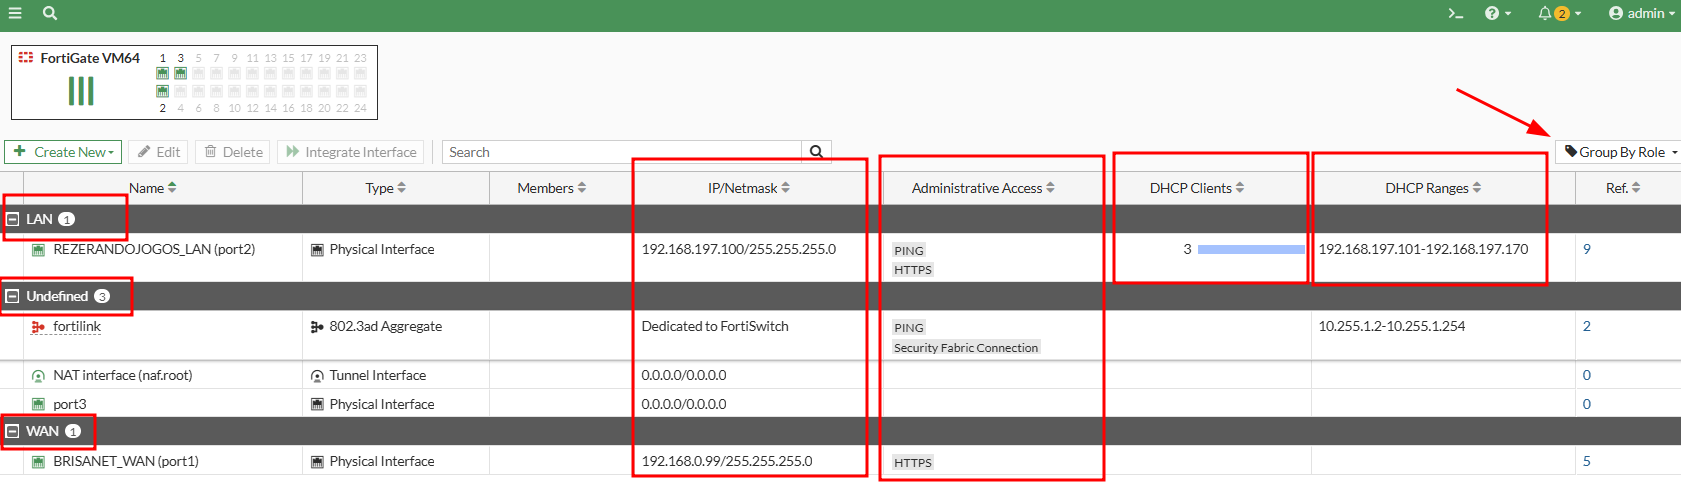 2 admin
FortiGate VM64 1 3 5 7 9 11 13 15 17 19 21 23
2 4 6 8 10 12 14 16 18 20 22 24
Create New Edit Delete Integrate Interface Search Group By Role
Name Type Members IP/Netmask Administrative Access DHCP Clients DHCP Ranges Ref.
LAN 1
REZERANDOJOGOS_LAN (port2) Physical Interface 192.168.197.100/255.255.255.0 PING 3 192.168.197.101-192.168.197.170 9
HTTPS
Undefined 3
fortilink 802.3ad Aggregate Dedicated to FortiSwitch PING 10.255.1.2-10.255.1.254 2
Security Fabric Connection
NAT interface (naf.root) Tunnel Interface 0.0.0.0/0.0.0.0 0
port3 Physical Interface 0.0.0.0/0.0.0.0 0
WAN 1
BRISANET_WAN (port1) Physical Interface 192.168.0.99/255.255.255.0 HTTPS 5